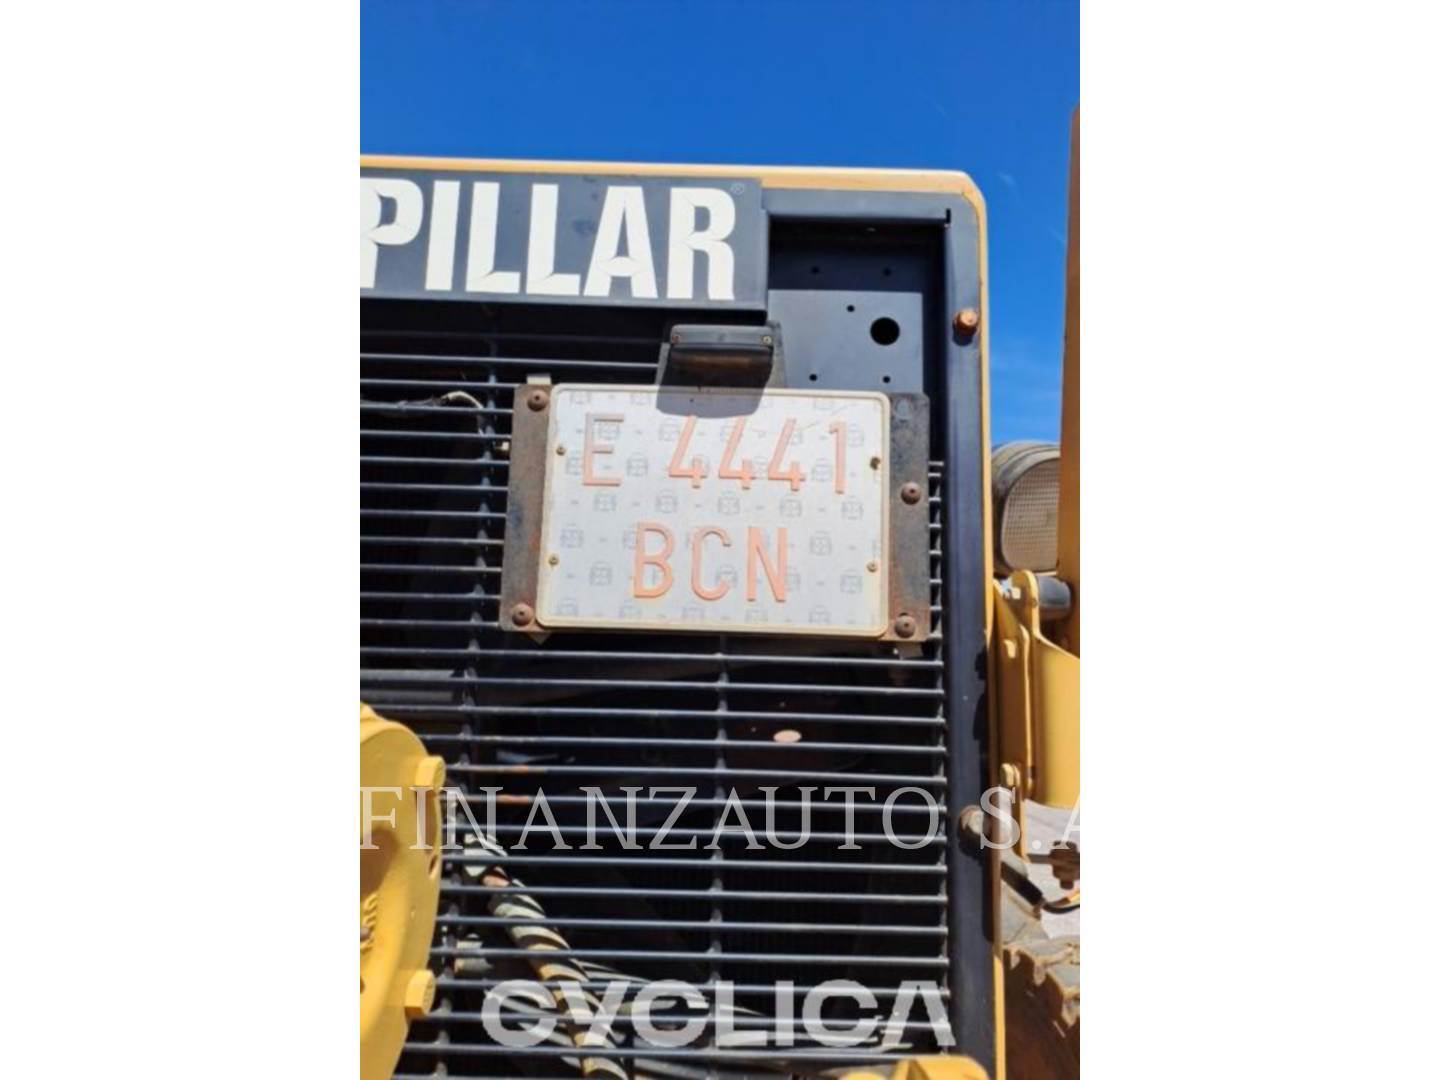 PILLAR®
E 4441
BCN
FINANZAUTO S.A
CYCLICA